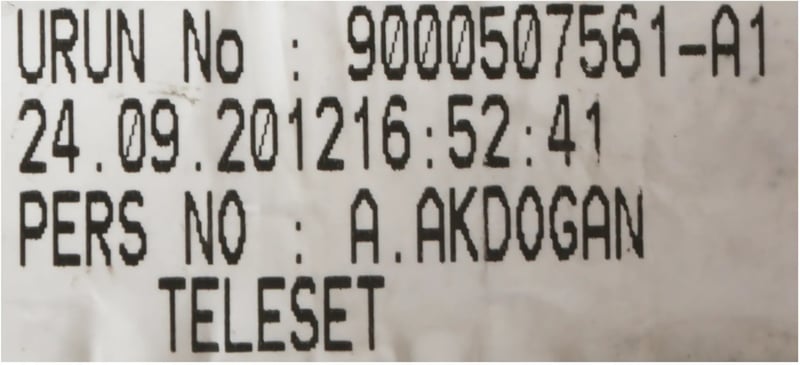 URUN No : 9000507561-A1
24.09.201216:52:41
PERS NO : A.AKDOGAN
TELESET